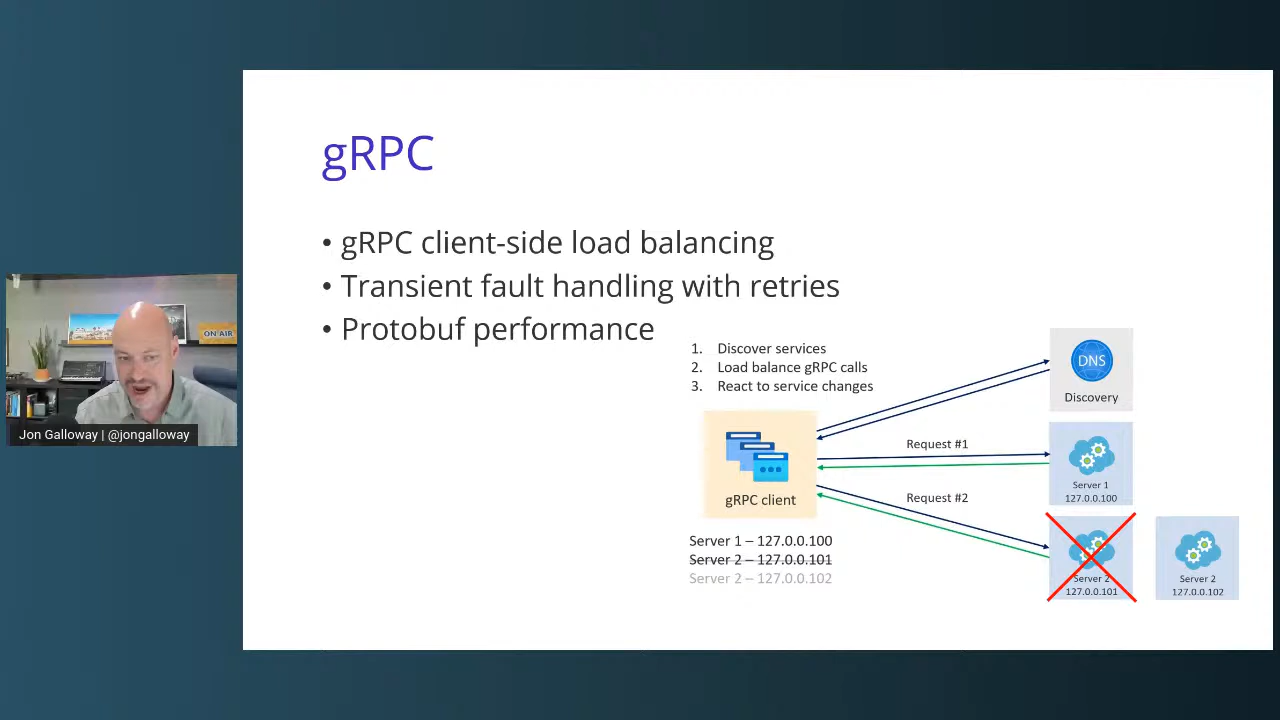 gRPC
• gRPC client-side load balancing
• Transient fault handling with retries
• Protobuf performance
1. Discover services
2. Load balance gRPC calls
3. React to service changes
DNS
Discovery
gRPC client
Request #1
Server 1
127.0.0.100
Request #2
Server 2
127.0.0.101
Server 2
127.0.0.102
Server 1 – 127.0.0.100
Server 2 – 127.0.0.101
Server 2 – 127.0.0.102
ON AIR
Jon Galloway | @jongalloway